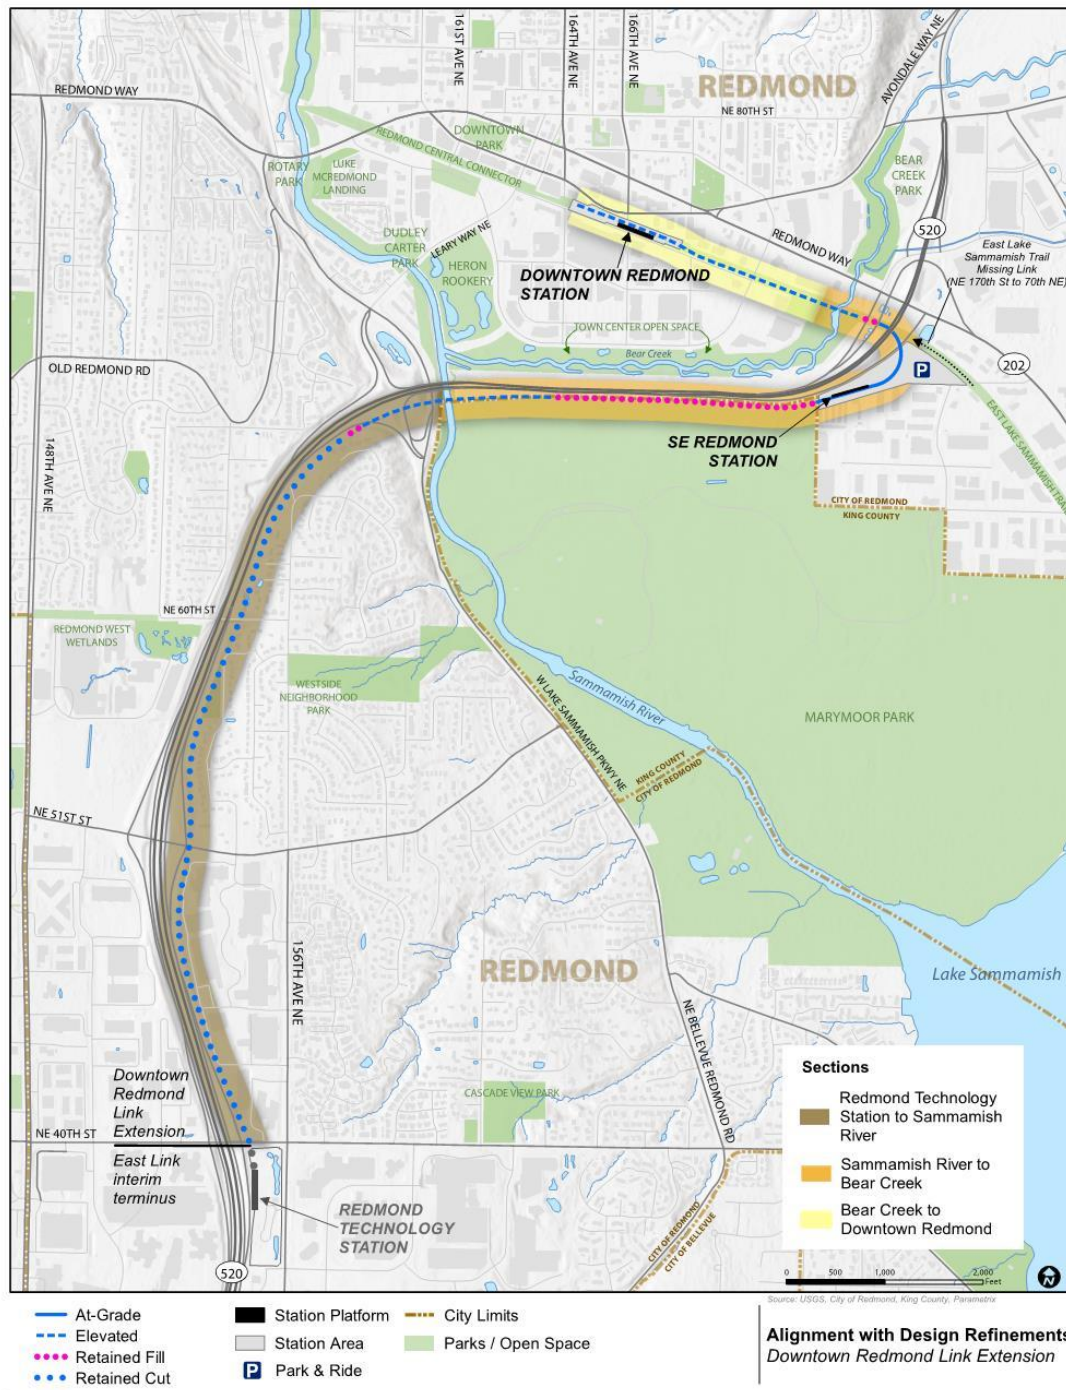 161ST AVE NE
164TH AVE NE
166TH AVE NE
AVONDALE WAY NE
REDMOND
REDMOND WAY
NE 80TH ST
DOWNTOWN
PARK
REDMOND CENTRAL CONNECTOR
ROTARY
PARK
LUKE
MCREDMOND
LANDING
BEAR
CREEK
PARK
520
DUDLEY
CARTER
PARK
LEARY WAY NE
HERON
ROOKERY
REDMOND WAY
East Lake
Sammamish Trail
Missing Link
(NE 170th St to 70th NE)
DOWNTOWN REDMOND
STATION
TOWN CENTER OPEN SPACE
Bear Creek
P
202
OLD REDMOND RD
EAST LAKE SAMMAMISH TRAI
SE REDMOND
STATION
148TH AVE NE
CITY OF REDMOND
KING COUNTY
NE 60TH ST
REDMOND WEST
WETLANDS
WESTSIDE
NEIGHBORHOOD
PARK
W LAKE SAMMAMISH PKWY NE
Sammamish River
MARYMOOR PARK
KING COUNTY
CITY OF REDMOND
NE 51ST ST
156TH AVE NE
REDMOND
Lake Sammamish
NE BELLEVUE REDMOND RD
Downtown
Redmond
Link
Extension
CASCADE VIEW PARK
NE 40TH ST
East Link
interim
terminus
REDMOND
TECHNOLOGY
STATION
520
CITY OF REDMOND
CITY OF BELLEVUE
Sections
Redmond Technology
Station to Sammamish
River
Sammamish River to
Bear Creek
Bear Creek to
Downtown Redmond
0 500 1,000 2,000
Feet
N
Source: USGS, City of Redmond, King County, Parametrix
At-Grade
Elevated
Retained Fill
Retained Cut
Station Platform
Station Area
P Park & Ride
City Limits
Parks / Open Space
Alignment with Design Refinements
Downtown Redmond Link Extension